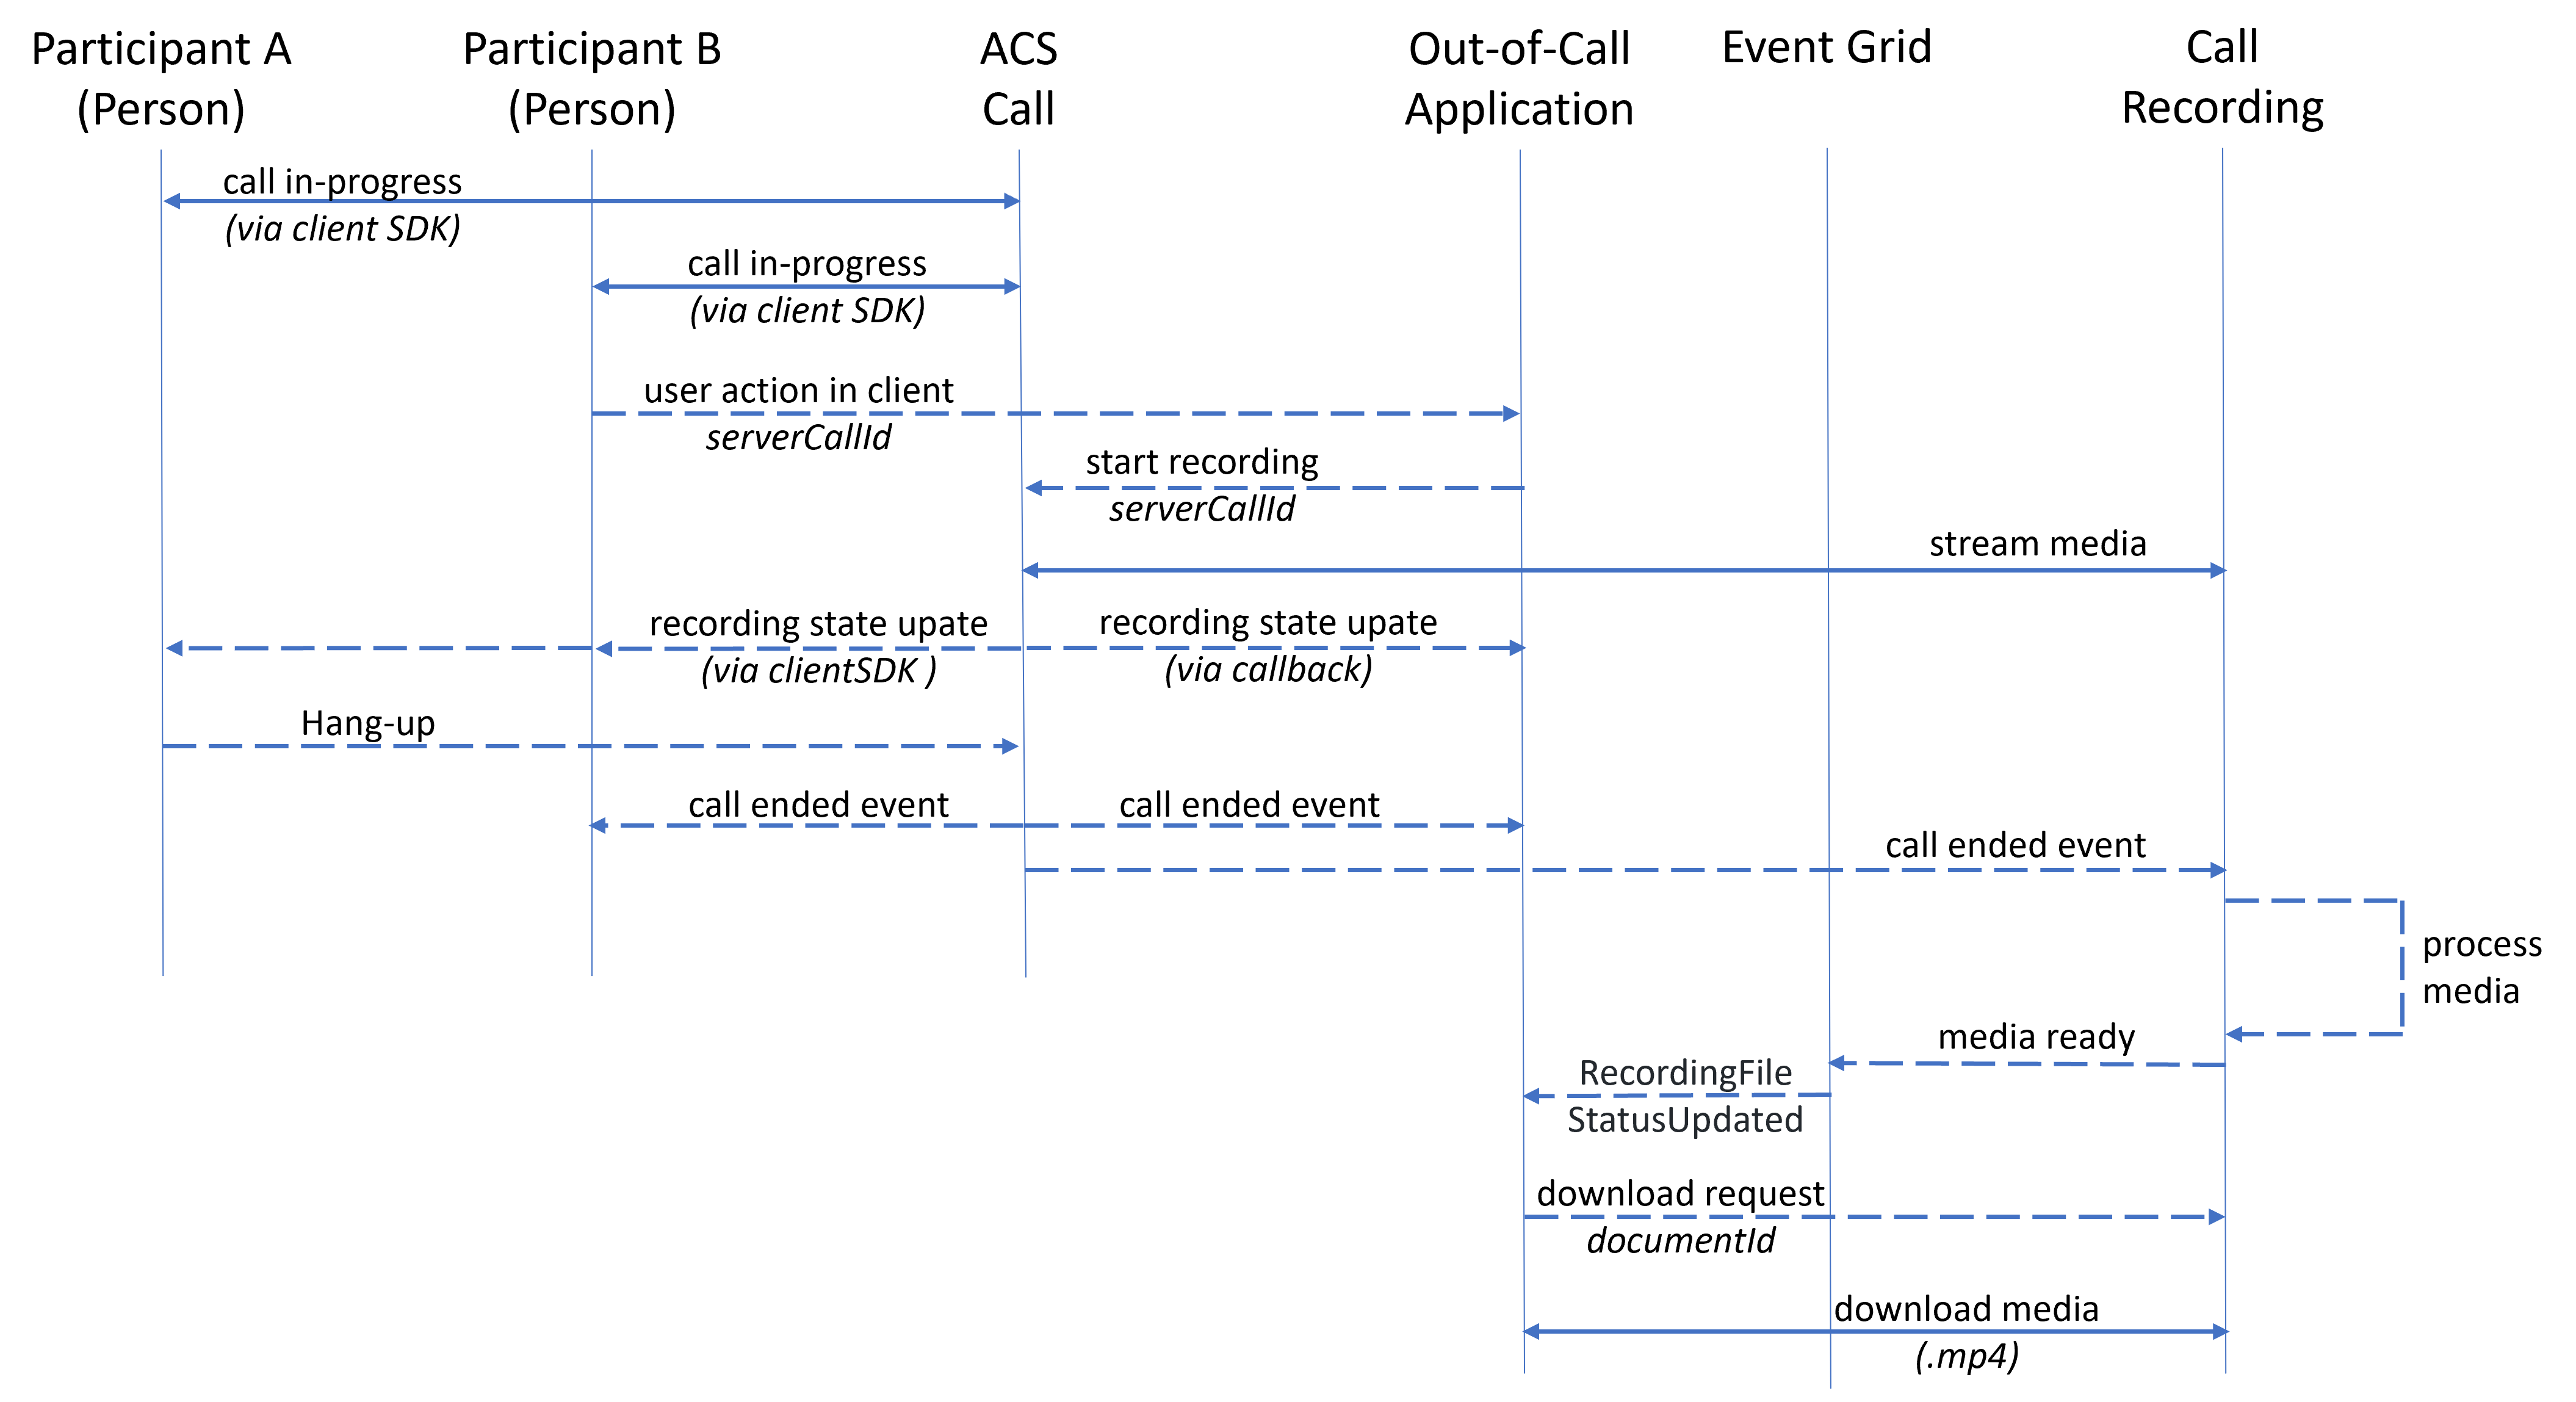 Participant A
(Person)
Participant B
(Person)
ACS
Call
Out-of-Call
Application
Event Grid
Call
Recording
call in-progress
(via client SDK)
call in-progress
(via client SDK)
user action in client
serverCallId
start recording
serverCallId
stream media
recording state upate
(via clientSDK )
recording state upate
(via callback)
Hang-up
call ended event
call ended event
call ended event
process
media
media ready
RecordingFile
StatusUpdated
download request
documentId
download media
(.mp4)